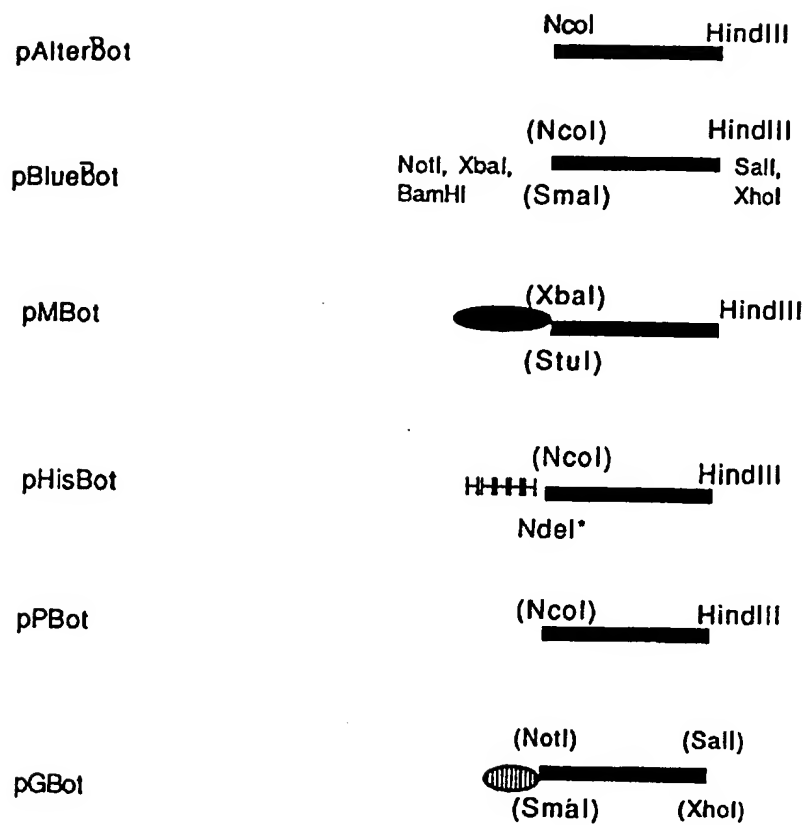 pAlterBot
NcoI
HindIII
pBlueBot
(NcoI)
HindIII
NotI, XbaI,
BamHI
(SmaI)
SalI,
XhoI
pMBot
(XbaI)
HindIII
(StuI)
pHisBot
(NcoI)
HindIII
HHHHH
NdeI*
pPBot
(NcoI)
HindIII
pGBot
(NotI)
(SalI)
(SmaI)
(XhoI)